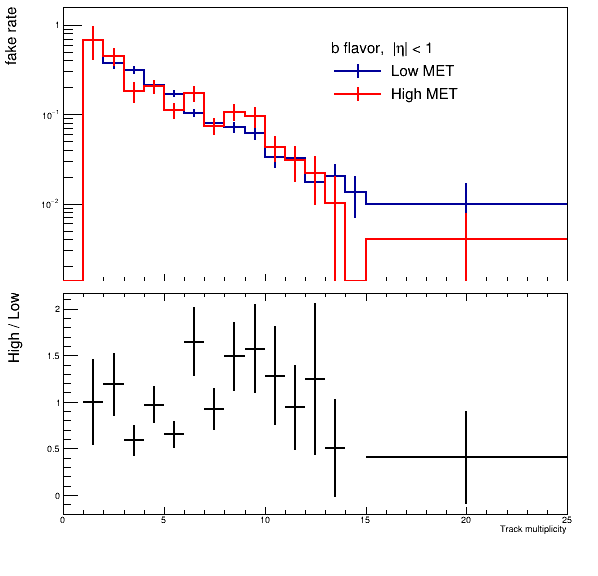 fake rate
1
10⁻¹
10⁻²
b flavor, |η| < 1
Low MET
High MET
High / Low
2
1.5
1
0.5
0
0 5 10 15 20 25
Track multiplicity